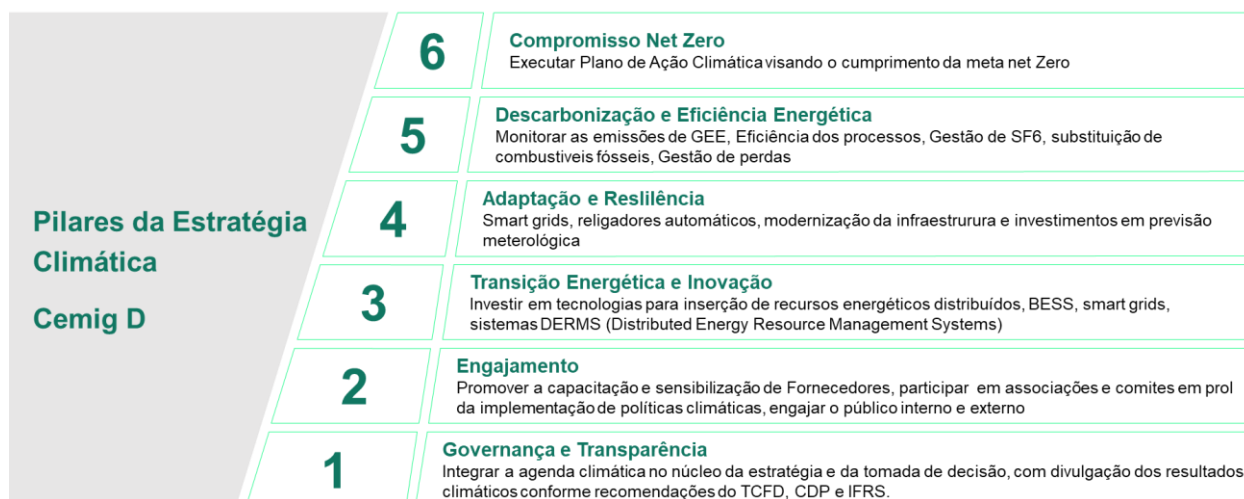 Pilares da Estratégia
Climática
Cemig D
6
Compromisso Net Zero
Executar Plano de Ação Climática visando o cumprimento da meta net Zero
5
Descarbonização e Eficiência Energética
Monitorar as emissões de GEE, Eficiência dos processos, Gestão de SF6, substituição de
combustiveis fósseis, Gestão de perdas
4
Adaptação e Reslilência
Smart grids, religadores automáticos, modernização da infraestrurura e investimentos em previsão
meterológica
3
Transição Energética e Inovação
Investir em tecnologias para inserção de recursos energéticos distribuídos, BESS, smart grids,
sistemas DERMS (Distributed Energy Resource Management Systems)
2
Engajamento
Promover a capacitação e sensibilização de Fornecedores, participar em associações e comites em prol
da implementação de políticas climáticas, engajar o público interno e externo
1
Governança e Transparência
Integrar a agenda climática no núcleo da estratégia e da tomada de decisão, com divulgação dos resultados
climáticos conforme recomendações do TCFD, CDP e IFRS.